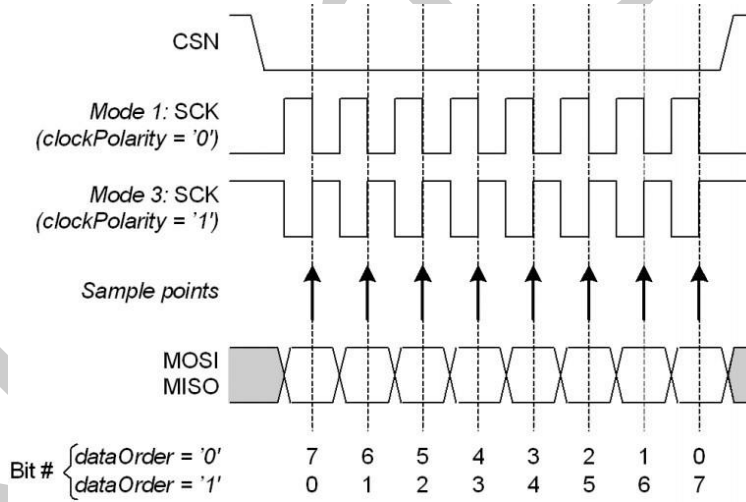 CSN
Mode 1: SCK
(clockPolarity = '0')
Mode 3: SCK
(clockPolarity = '1')
Sample points
MOSI
MISO
Bit # { dataOrder = '0' 7 6 5 4 3 2 1 0
dataOrder = '1' 0 1 2 3 4 5 6 7